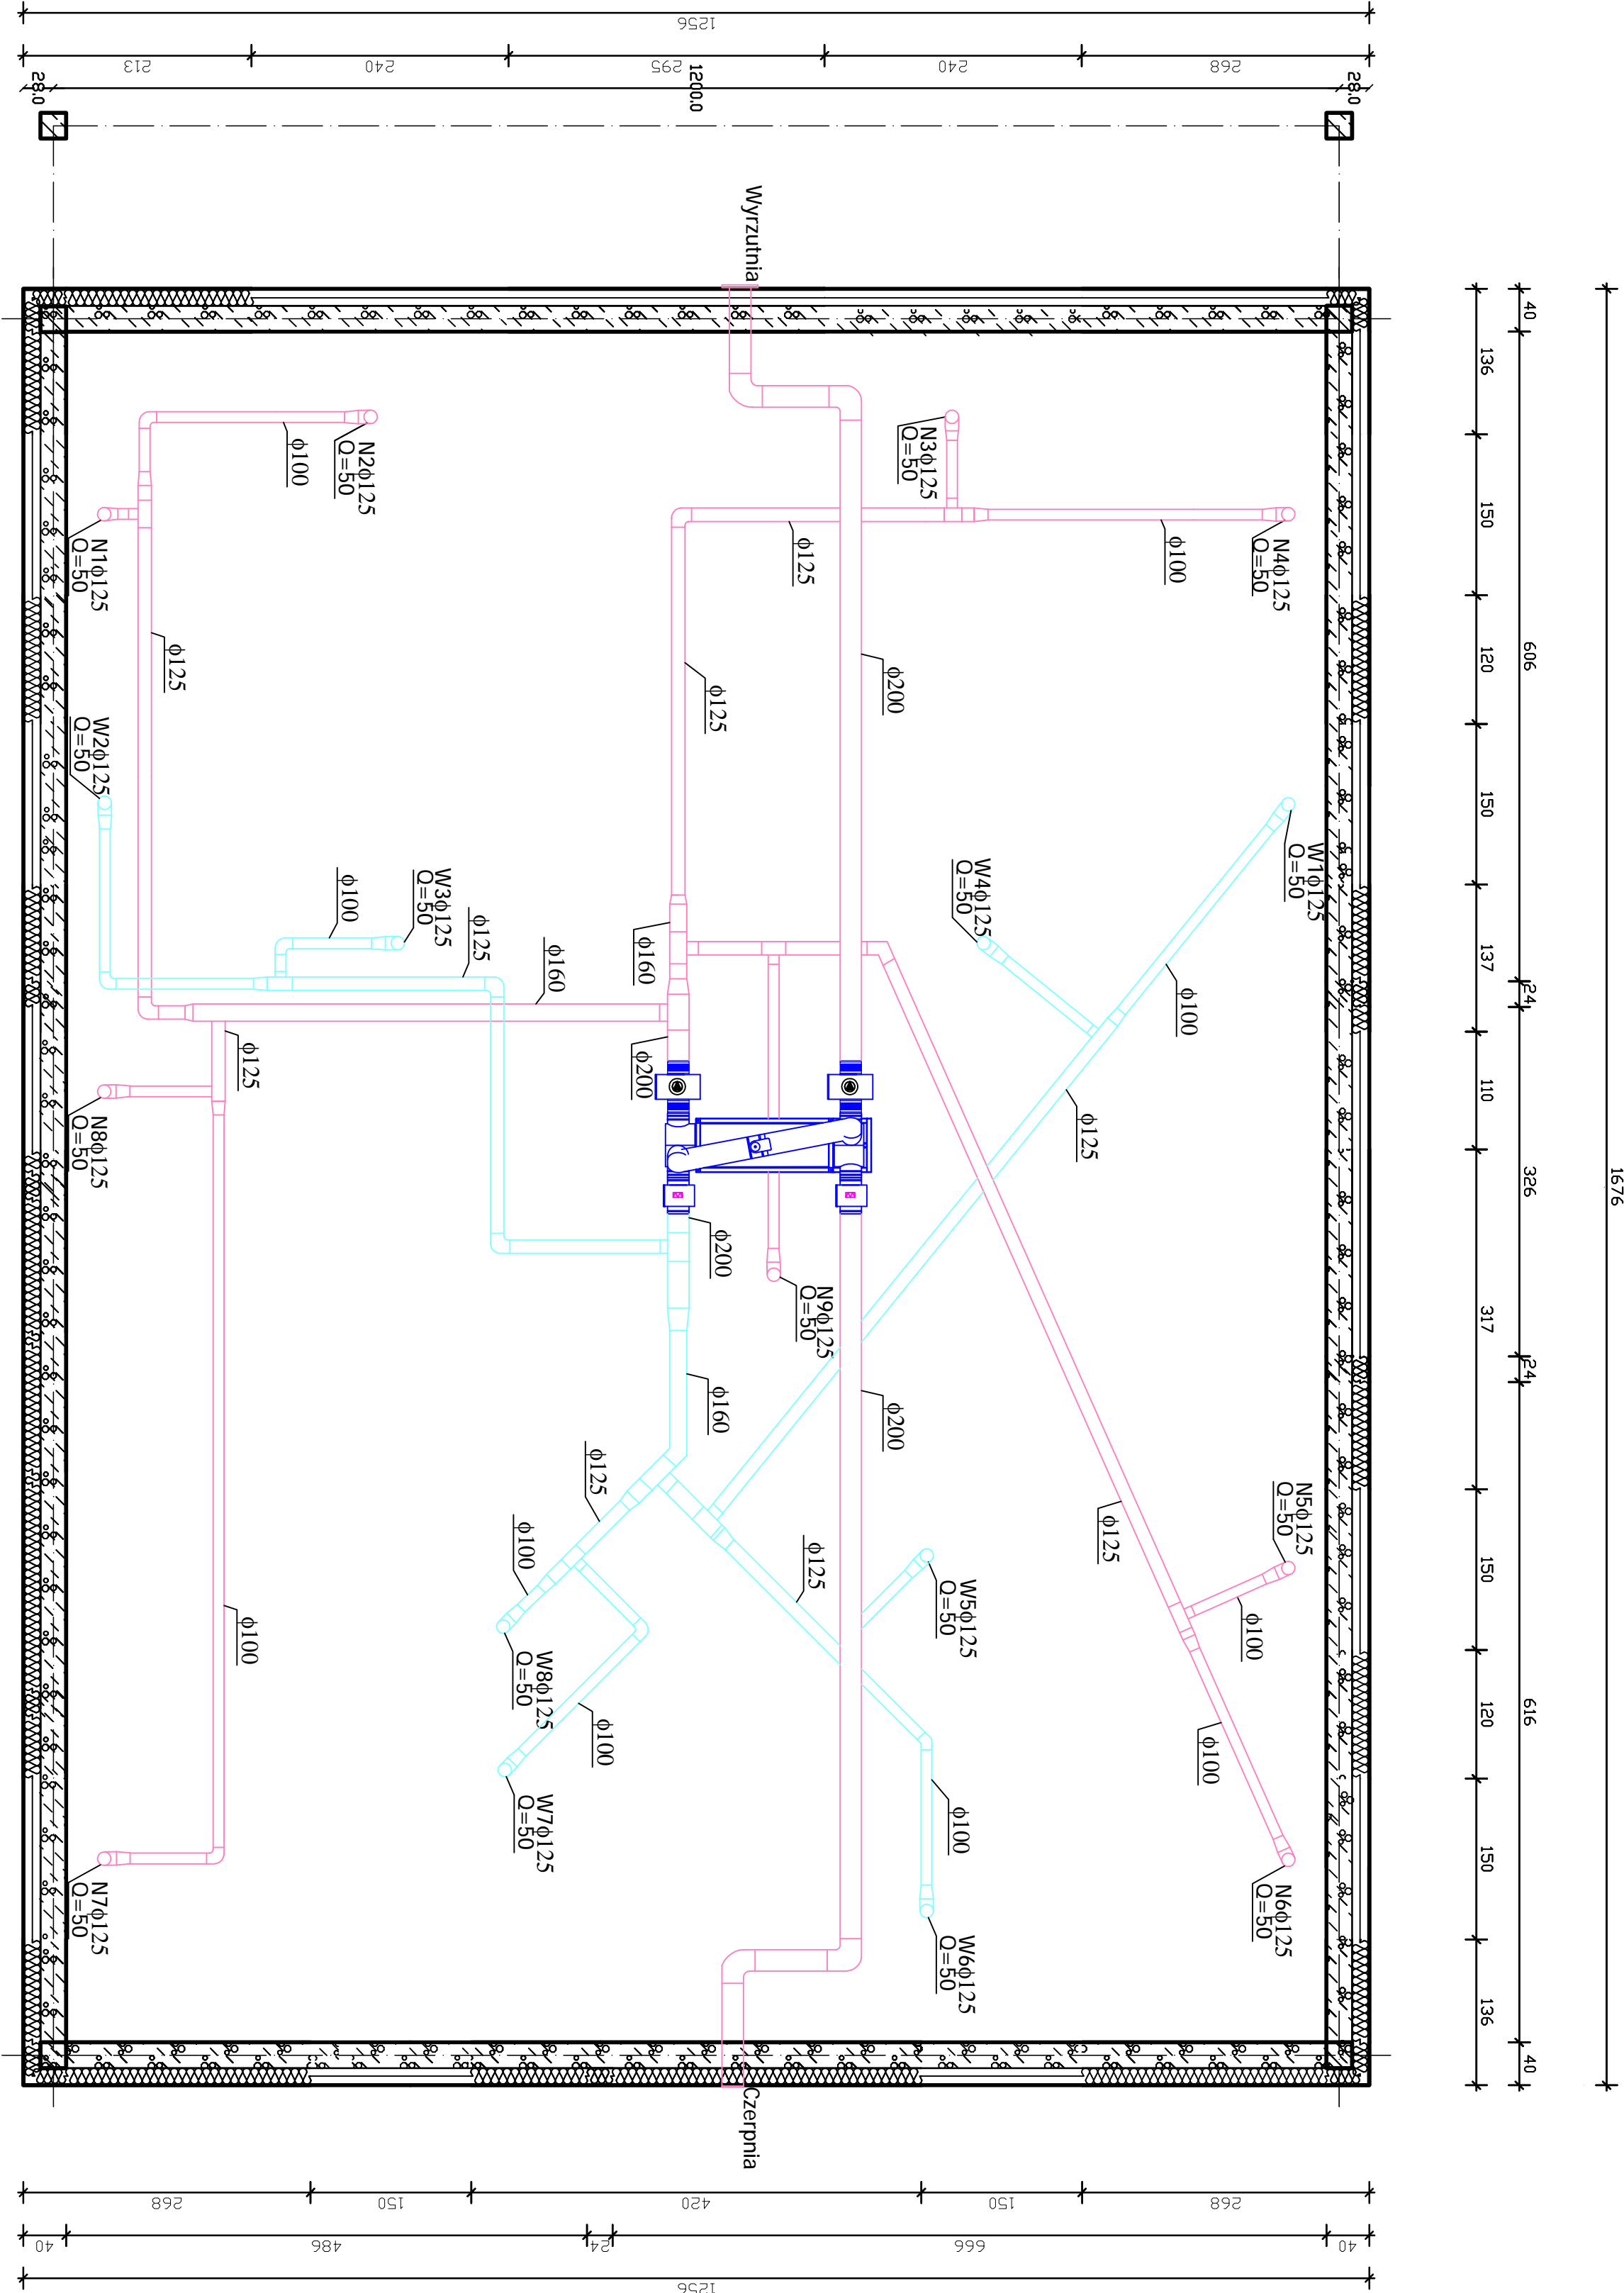 1256
213
240
295
240
268
28.0
1200.0
28.0
Wyrzutnia
40
136
150
606
120
150
137
24
110
326
1676
24
317
150
616
120
150
136
40
N2ϕ125
Q=50
ϕ100
N3ϕ125
Q=50
N1ϕ125
Q=50
ϕ125
ϕ100
N4ϕ125
Q=50
ϕ125
ϕ125
ϕ200
W2ϕ125
Q=50
W3ϕ125
Q=50
ϕ100
ϕ125
ϕ160
ϕ160
W4ϕ125
Q=50
W1ϕ125
Q=50
ϕ100
ϕ125
ϕ200
ϕ125
N8ϕ125
Q=50
ϕ200
N9ϕ125
Q=50
ϕ160
ϕ200
ϕ125
ϕ100
ϕ125
ϕ125
N5ϕ125
Q=50
W5ϕ125
Q=50
ϕ100
ϕ100
W8ϕ125
Q=50
ϕ100
ϕ100
W7ϕ125
Q=50
ϕ100
N7ϕ125
Q=50
W6ϕ125
Q=50
N6ϕ125
Q=50
Czerpnia
268
150
420
150
268
40
486
24
666
40
1256